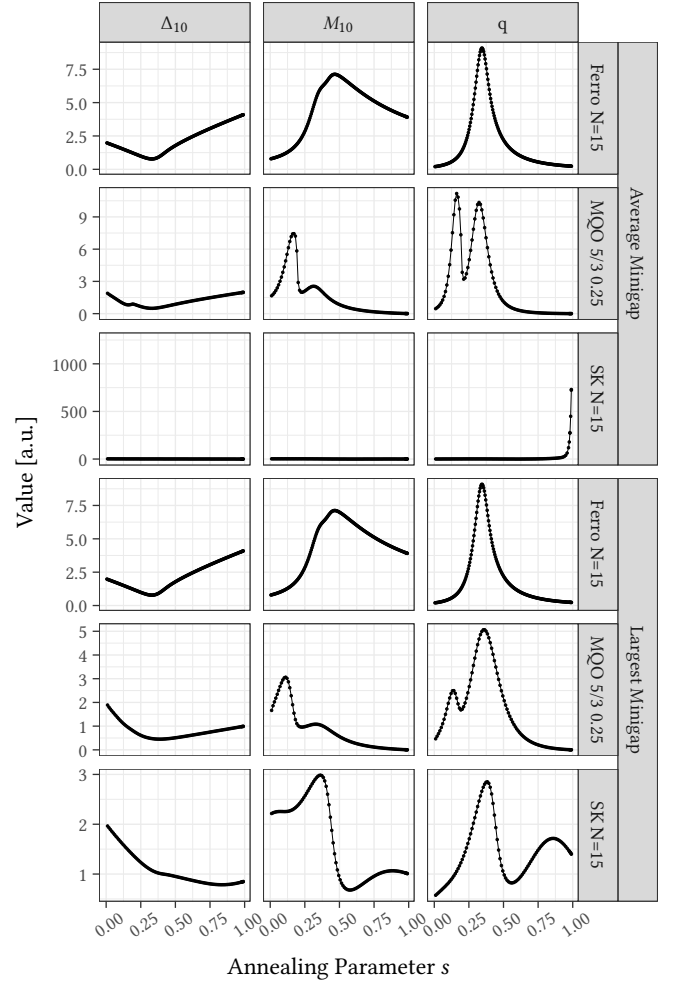 Δ10 M10 q
7.5
5.0
2.5
0.0
Ferro N=15
9
6
3
0
MQO 5/3 0.25
1000
500
0
SK N=15
Average Minigap
7.5
5.0
2.5
0.0
Ferro N=15
5
4
3
2
1
0
MQO 5/3 0.25
3
2
1
SK N=15
Largest Minigap
Value [a.u.]
0.00 0.25 0.50 0.75 1.00 0.00 0.25 0.50 0.75 1.00 0.00 0.25 0.50 0.75 1.00
Annealing Parameter s